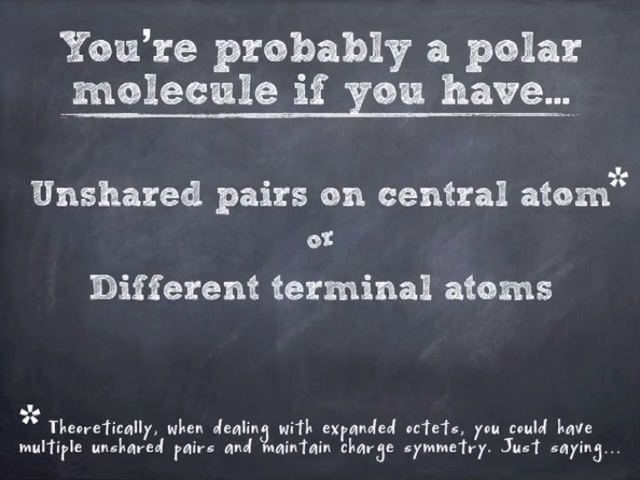 You're probably a polar
molecule if you have...
Unshared pairs on central atom*
or
Different terminal atoms
* Theoretically, when dealing with expanded octets, you could have
multiple unshared pairs and maintain charge symmetry. Just saying...